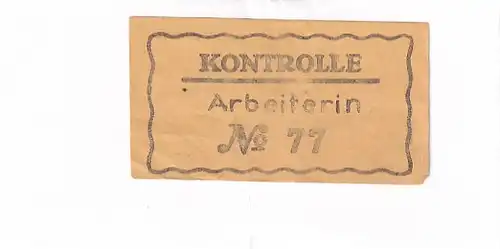 KONTROLLE
Arbeiterin
№ 77